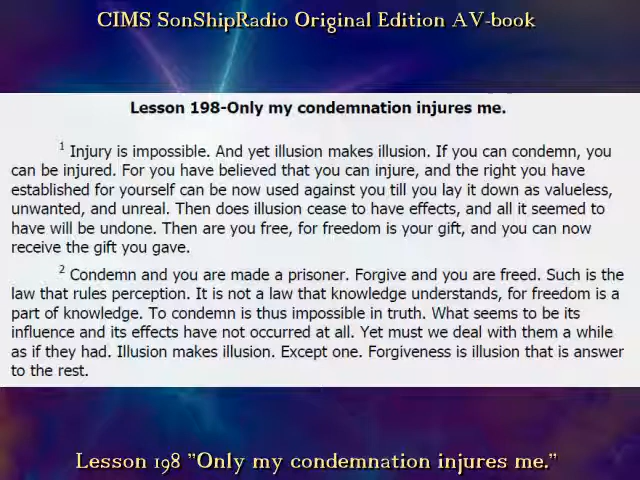 CIMS SonShipRadio Original Edition AV-book
Lesson 198-Only my condemnation injures me.
1 Injury is impossible. And yet illusion makes illusion. If you can condemn, you
can be injured. For you have believed that you can injure, and the right you have
established for yourself can be now used against you till you lay it down as valueless,
unwanted, and unreal. Then does illusion cease to have effects, and all it seemed to
have will be undone. Then are you free, for freedom is your gift, and you can now
receive the gift you gave.
2 Condemn and you are made a prisoner. Forgive and you are freed. Such is the
law that rules perception. It is not a law that knowledge understands, for freedom is a
part of knowledge. To condemn is thus impossible in truth. What seems to be its
influence and its effects have not occurred at all. Yet must we deal with them a while
as if they had. Illusion makes illusion. Except one. Forgiveness is illusion that is answer
to the rest.
Lesson 198 "Only my condemnation injures me."